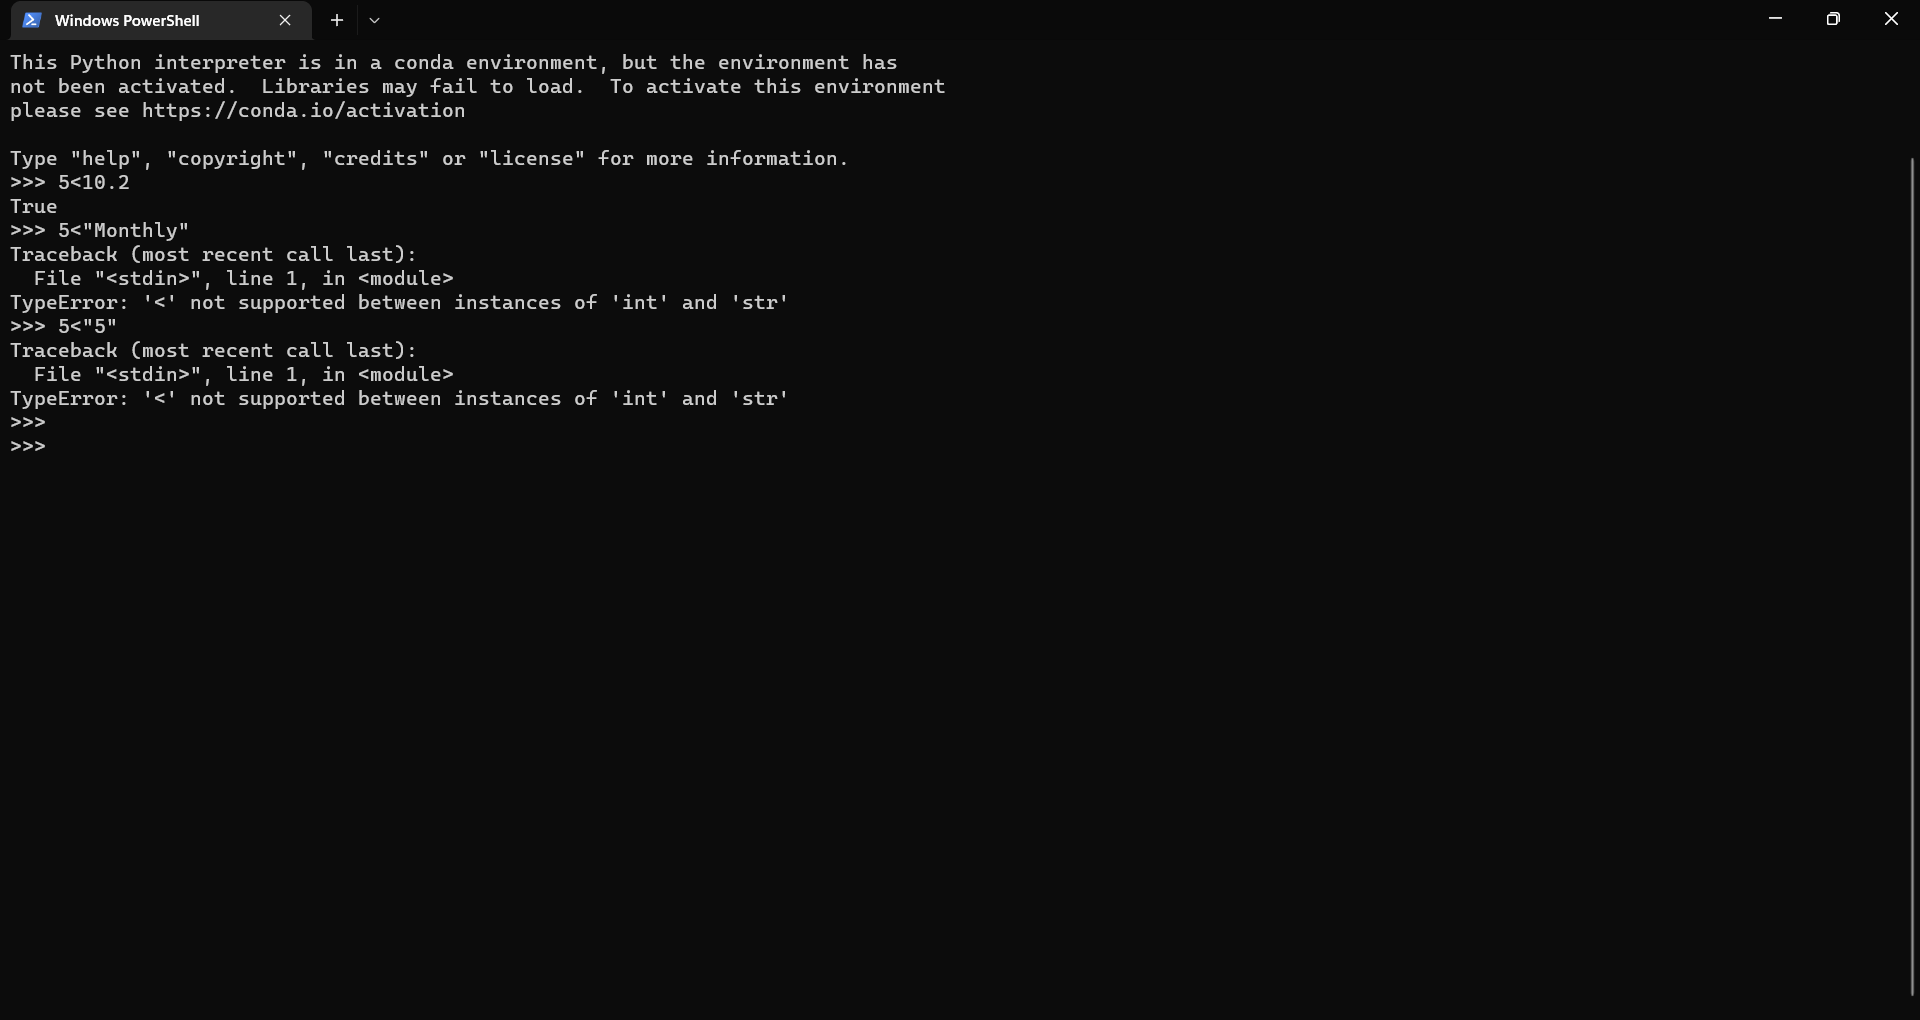 Windows PowerShell
This Python interpreter is in a conda environment, but the environment has
not been activated.  Libraries may fail to load.  To activate this environment
please see https://conda.io/activation

Type "help", "copyright", "credits" or "license" for more information.
>>> 5<10.2
True
>>> 5<"Monthly"
Traceback (most recent call last):
  File "<stdin>", line 1, in <module>
TypeError: '<' not supported between instances of 'int' and 'str'
>>> 5<"5"
Traceback (most recent call last):
  File "<stdin>", line 1, in <module>
TypeError: '<' not supported between instances of 'int' and 'str'
>>>
>>>